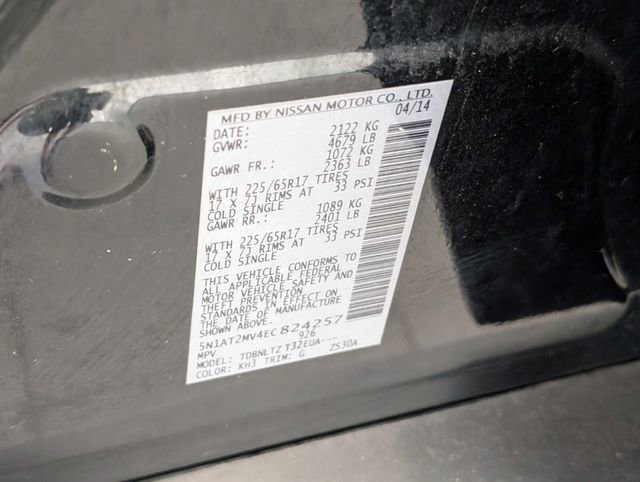 MFD BY NISSAN MOTOR CO., LTD.
DATE: 04/14
GVWR: 2122 KG
4679 LB
GAWR FR.: 1072 KG
2363 LB
WITH 225/65R17 TIRES
17 X 7J RIMS AT 33 PSI
COLD SINGLE
GAWR RR.: 1089 KG
2401 LB
WITH 225/65R17 TIRES
17 X 7J RIMS AT 33 PSI
COLD SINGLE
THIS VEHICLE CONFORMS TO
ALL APPLICABLE FEDERAL
MOTOR VEHICLE SAFETY AND
THEFT PREVENTION
STANDARDS IN EFFECT ON
THE DATE OF MANUFACTURE
SHOWN ABOVE.
5N1AT2MV4EC824257
MPV 926
MODEL: TDBNLTZ T32EUA---
COLOR: KH3 TRIM: G ZS30A